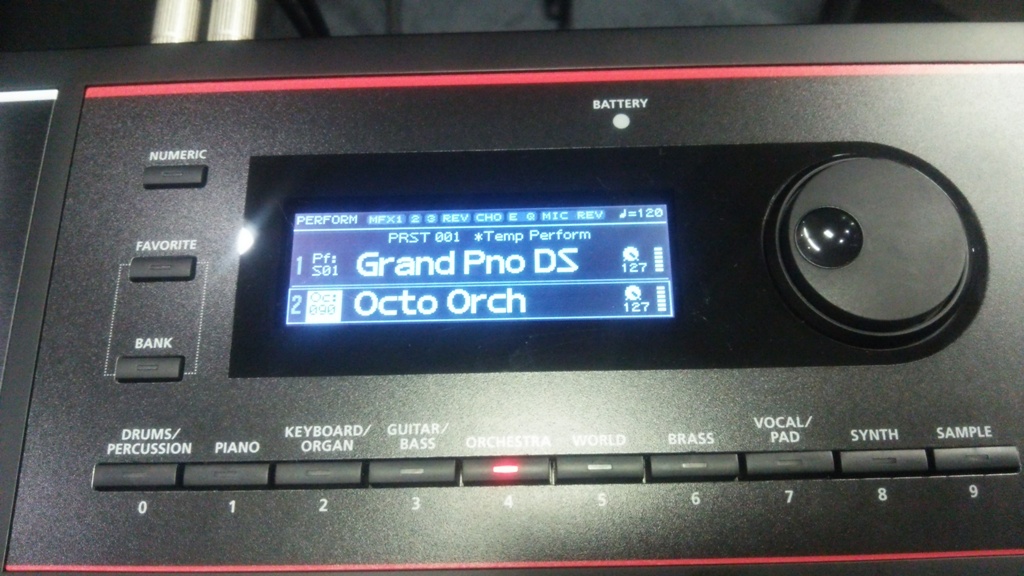 BATTERY
NUMERIC
PERFORM MFX1 2 3 REV CHO E Q MIC REV ♩=120
PRST 001 *Temp Perform
1 Pf: S01 Grand Pno DS 127
2 Oc: 090 Octo Orch 127
FAVORITE
BANK
DRUMS/
PERCUSSION
PIANO
KEYBOARD/
ORGAN
GUITAR/
BASS
ORCHESTRA
WORLD
BRASS
VOCAL/
PAD
SYNTH
SAMPLE
0 1 2 3 4 5 6 7 8 9